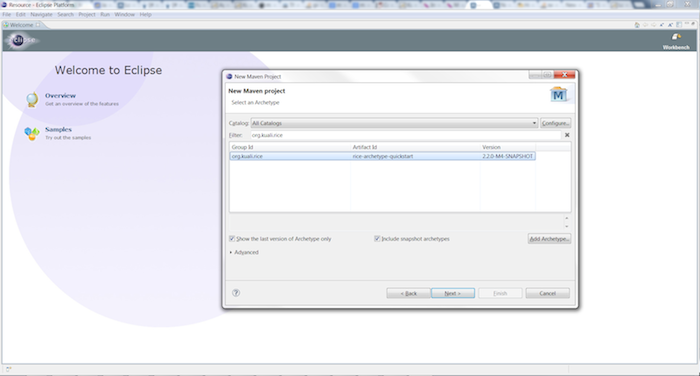 Resource - Eclipse Platform
File Edit Navigate Search Project Run Window Help
Welcome
Workbench
Welcome to Eclipse
Overview
Get an overview of the features
Samples
Try out the samples
New Maven Project
New Maven project
Select an Archetype
Catalog: All Catalogs Configure...
Filter: org.kuali.rice
Group Id Artifact Id Version
org.kuali.rice rice-archetype-quickstart 2.2.0-M4-SNAPSHOT
Show the last version of Archetype only Include snapshot archetypes Add Archetype...
Advanced
< Back Next > Finish Cancel